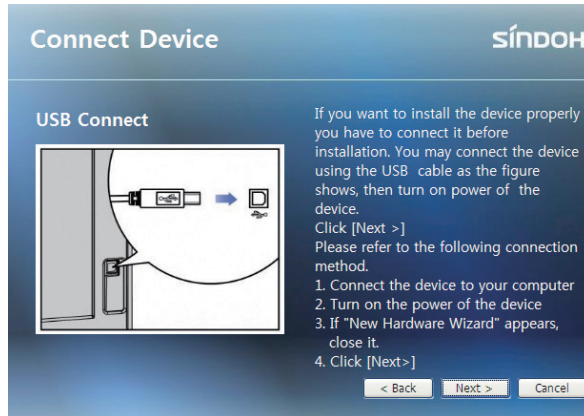 Connect Device
SíNDOH
USB Connect
If you want to install the device properly
you have to connect it before
installation. You may connect the device
using the USB cable as the figure
shows, then turn on power of the
device.
Click [Next >]
Please refer to the following connection
method.
1. Connect the device to your computer
2. Turn on the power of the device
3. If "New Hardware Wizard" appears,
close it.
4. Click [Next>]
< Back
Next >
Cancel